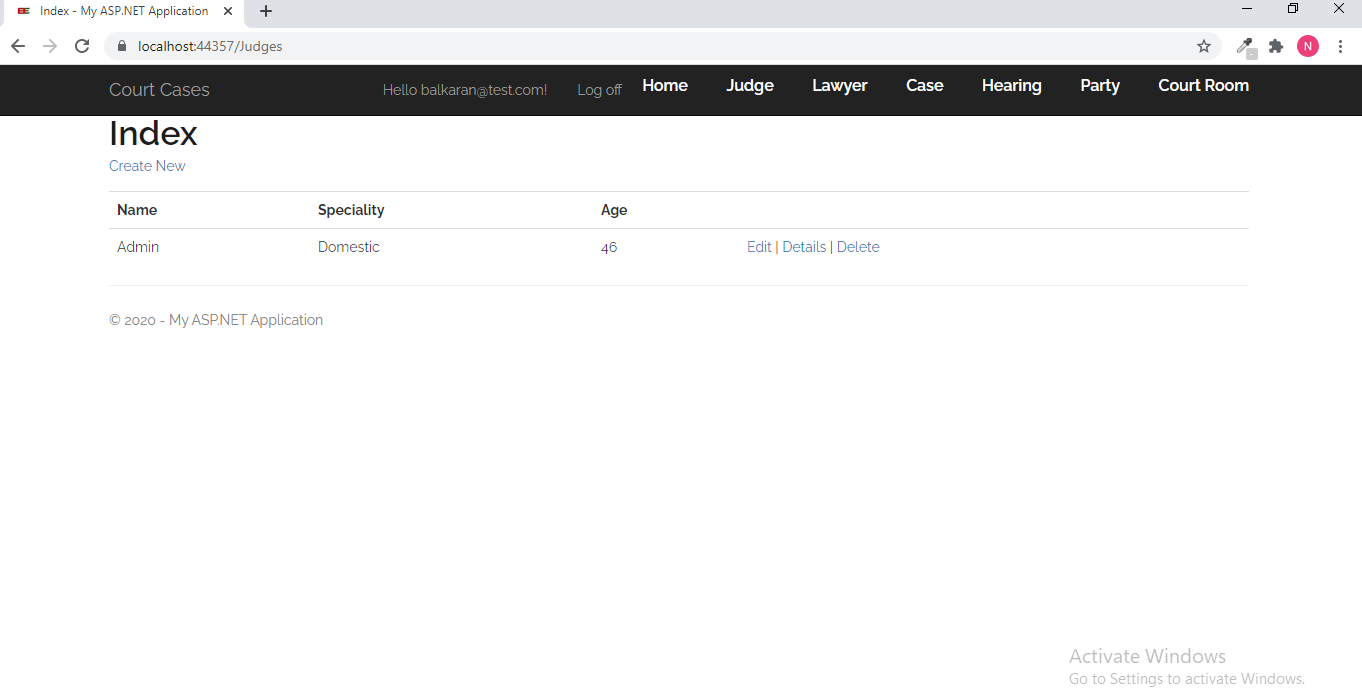 Index - My ASP.NET Application
localhost:44357/Judges
N
Court Cases Hello balkaran@test.com! Log off Home Judge Lawyer Case Hearing Party Court Room
Index
Create New
Name Speciality Age
Admin Domestic 46 Edit | Details | Delete
© 2020 - My ASP.NET Application
Activate Windows
Go to Settings to activate Windows.